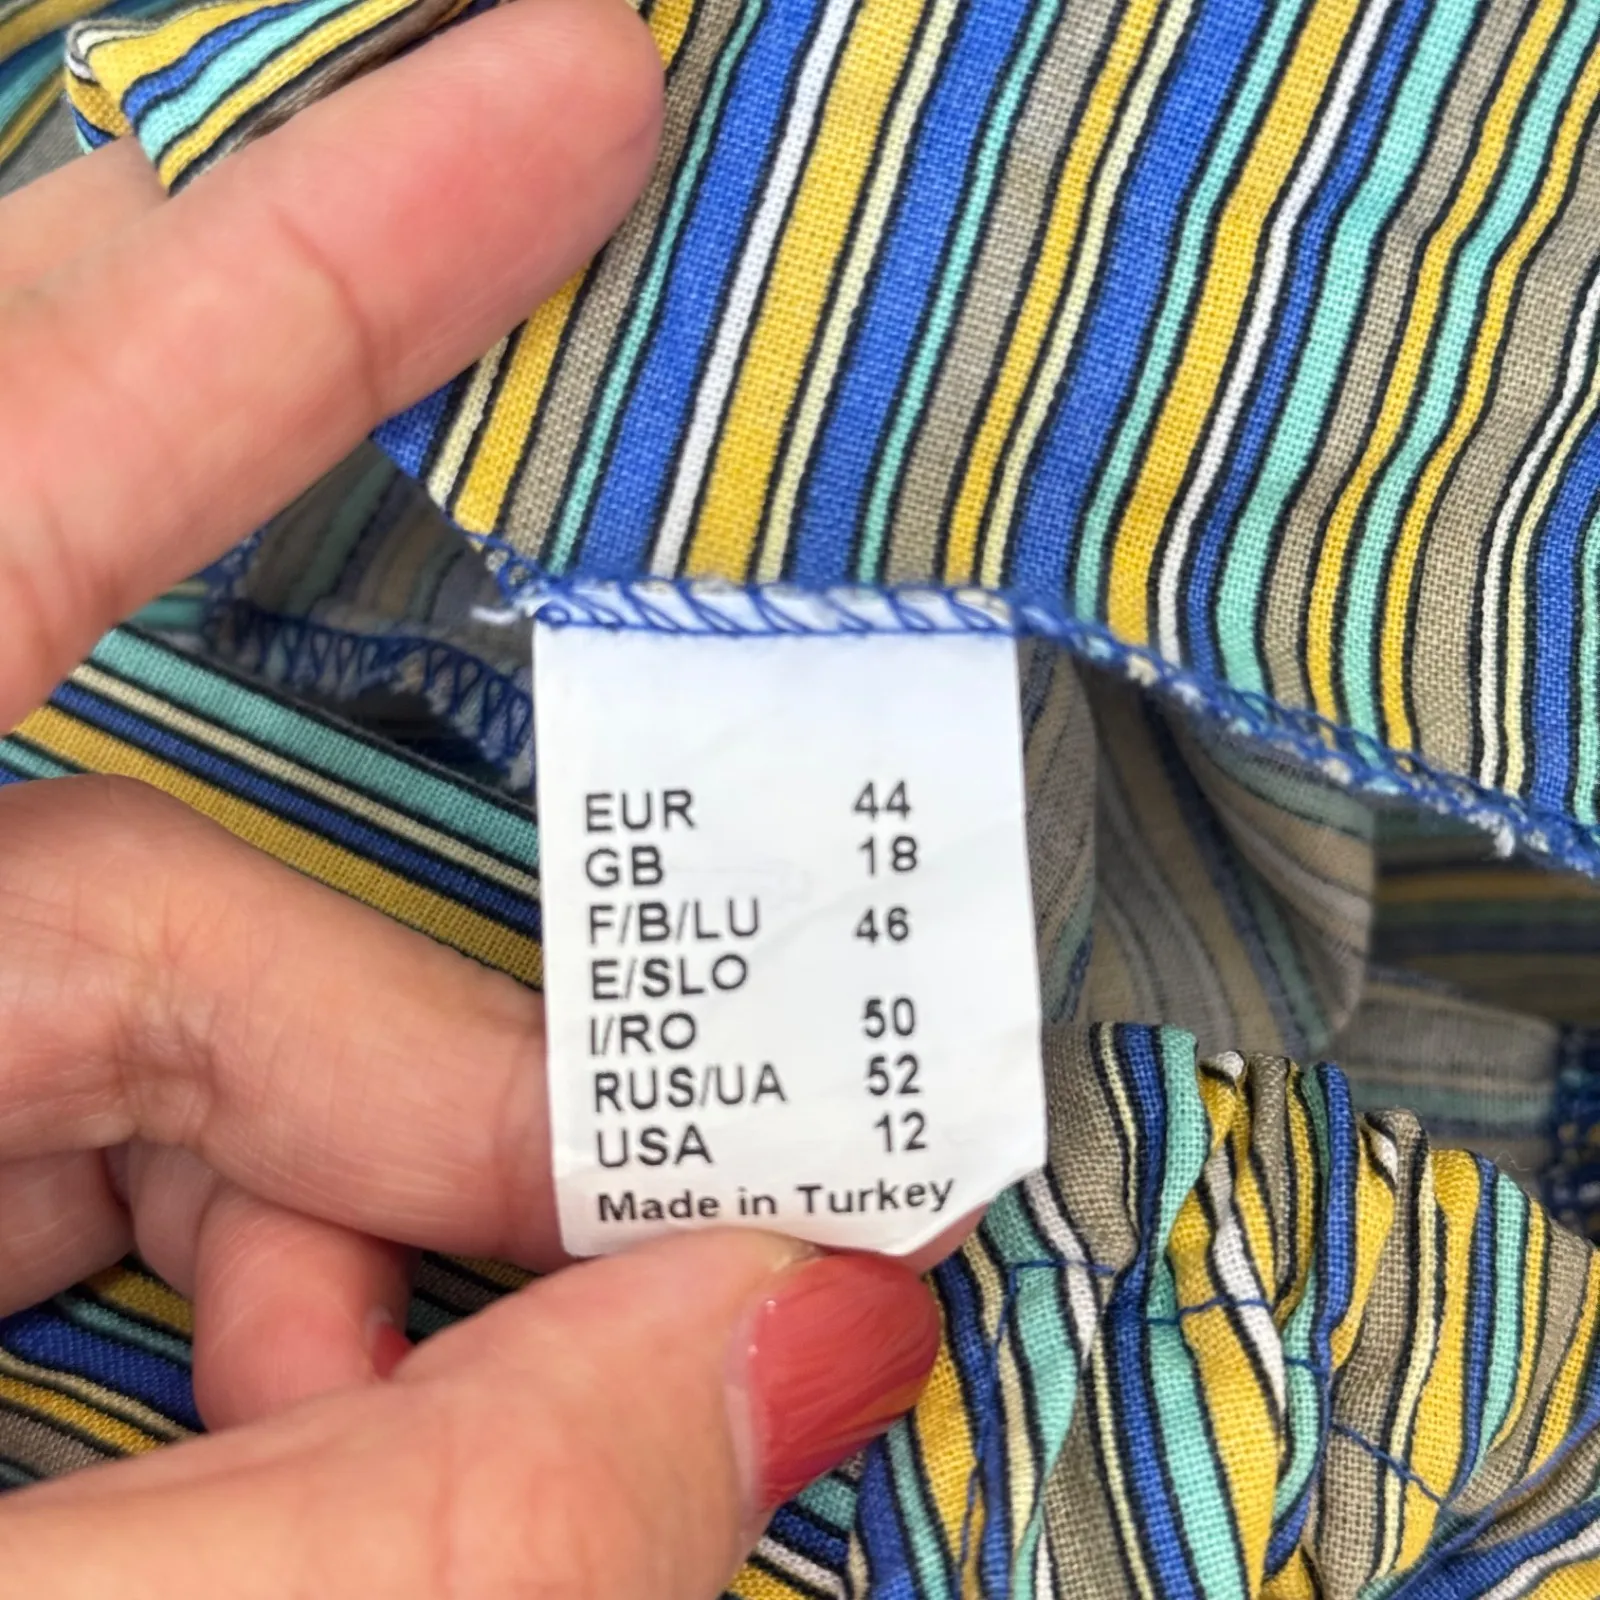 EUR 44
GB 18
F/B/LU 46
E/SLO
I/RO 50
RUS/UA 52
USA 12
Made in Turkey